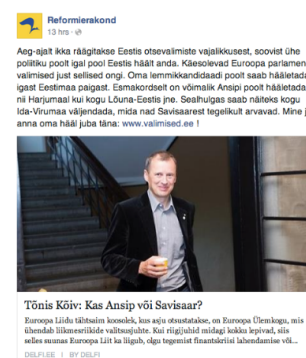 Reformierakond
13 hrs ·
Aeg-ajalt ikka räägitakse Eestis otsevalimiste vajalikkusest, soovist ühe
poliitiku poolt igal pool Eestis häält anda. Käesolevad Euroopa parlamen
valimised just sellised ongi. Oma lemmikkandidaadi poolt saab hääletada
igast Eestimaa paigast. Esmakordselt on võimalik Ansipi poolt hääletada
nii Harjumaal kui kogu Lõuna-Eestis jne. Sealhulgas saab näiteks kogu
Ida-Virumaa väljendada, mida nad Savisaarest tegelikult arvavad. Mine j
anna oma hääl juba täna: www.valimised.ee !
Tõnis Kõiv: Kas Ansip või Savisaar?
Euroopa Liidu tähtsaim koosolek, kus asju otsustatakse, on Euroopa Ülemkogu, mis
ühendab liikmesriikide valitsusjuhte. Kui riigijuhid midagi kokku lepivad, siis
selles suunas Euroopa Liit ka liigub, olgu tegemist finantskriisi lahendamise või...
DELFI.EE | BY DELFI